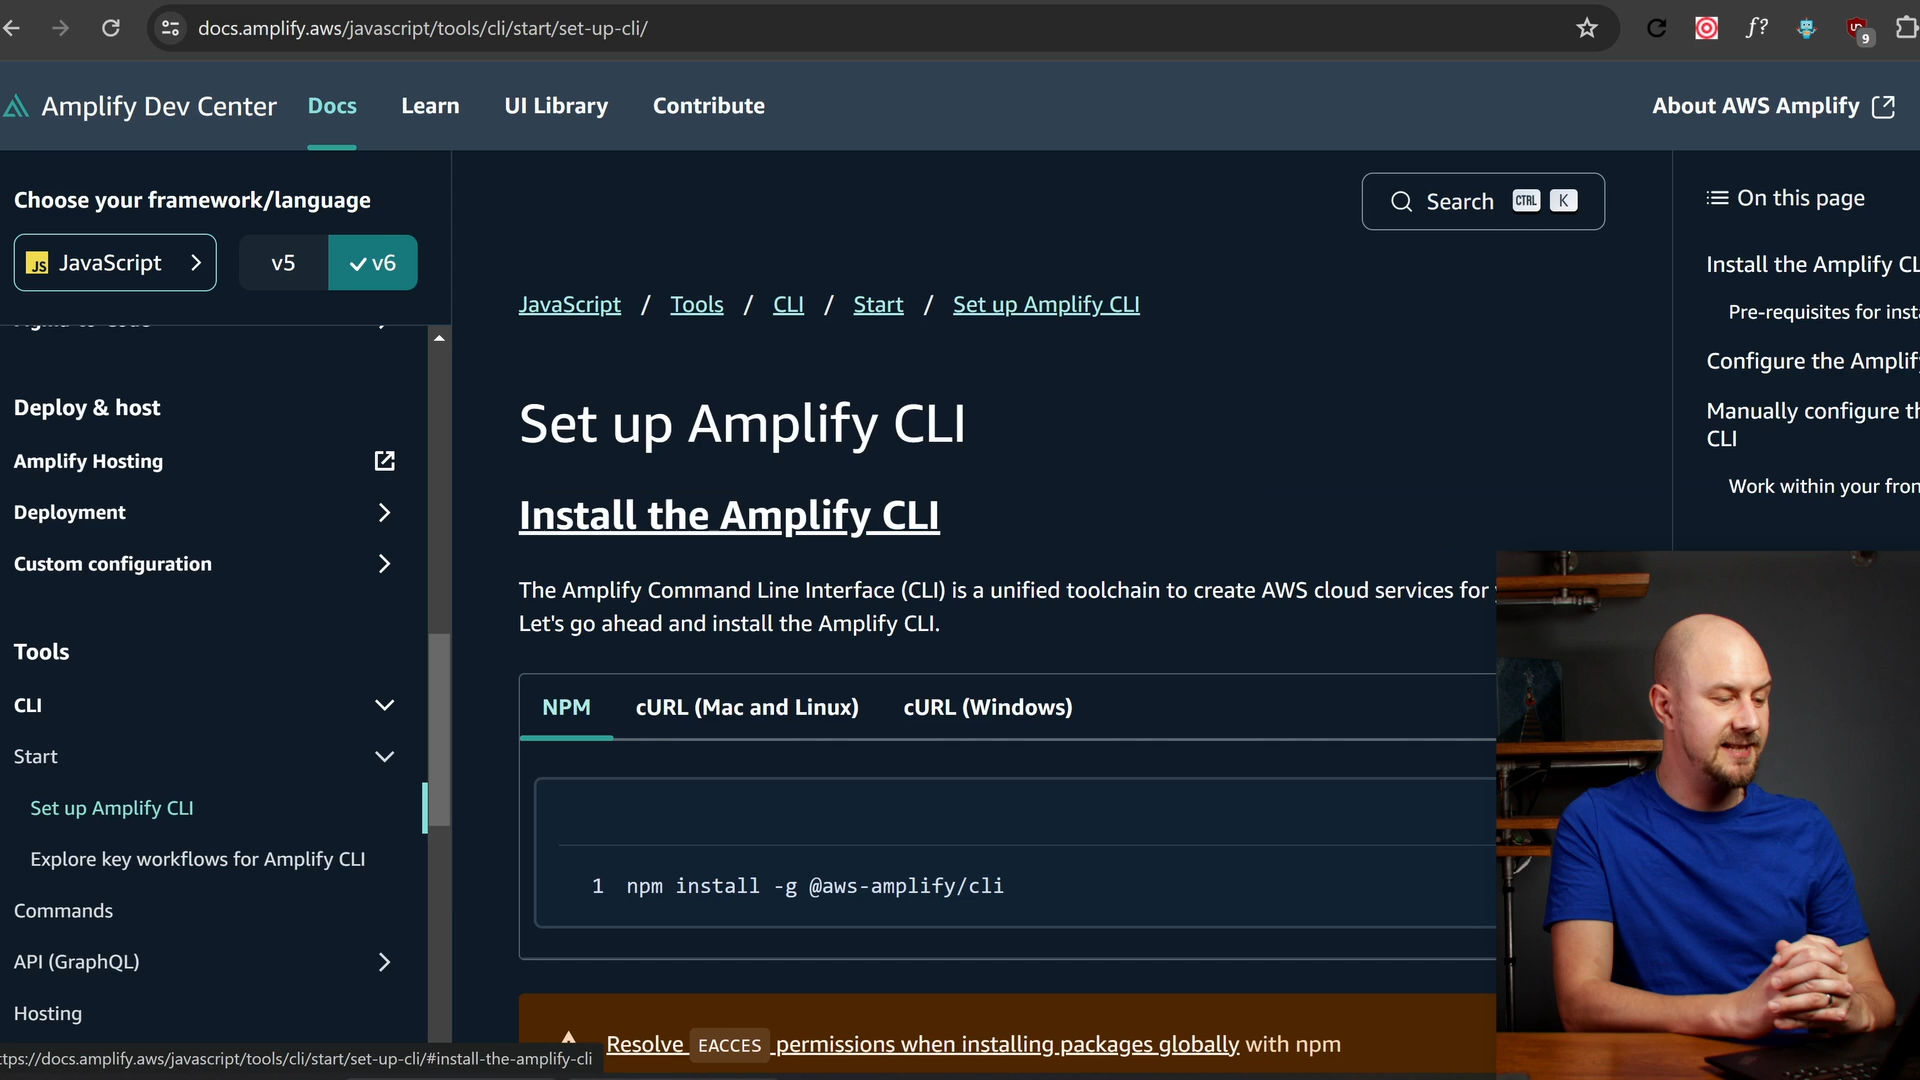 docs.amplify.aws/javascript/tools/cli/start/set-up-cli/
f?
9
Amplify Dev Center
Docs
Learn
UI Library
Contribute
About AWS Amplify
Choose your framework/language
JS JavaScript
v5
v6
Deploy & host
Amplify Hosting
Deployment
Custom configuration
Tools
CLI
Start
Set up Amplify CLI
Explore key workflows for Amplify CLI
Commands
API (GraphQL)
Hosting
ttps://docs.amplify.aws/javascript/tools/cli/start/set-up-cli/#install-the-amplify-cli
Search CTRL K
JavaScript / Tools / CLI / Start / Set up Amplify CLI
Set up Amplify CLI
Install the Amplify CLI
The Amplify Command Line Interface (CLI) is a unified toolchain to create AWS cloud services for
Let's go ahead and install the Amplify CLI.
NPM
cURL (Mac and Linux)
cURL (Windows)
1 npm install -g @aws-amplify/cli
Resolve EACCES permissions when installing packages globally with npm
On this page
Install the Amplify CL
Pre-requisites for insta
Configure the Amplify
Manually configure th
CLI
Work within your fron